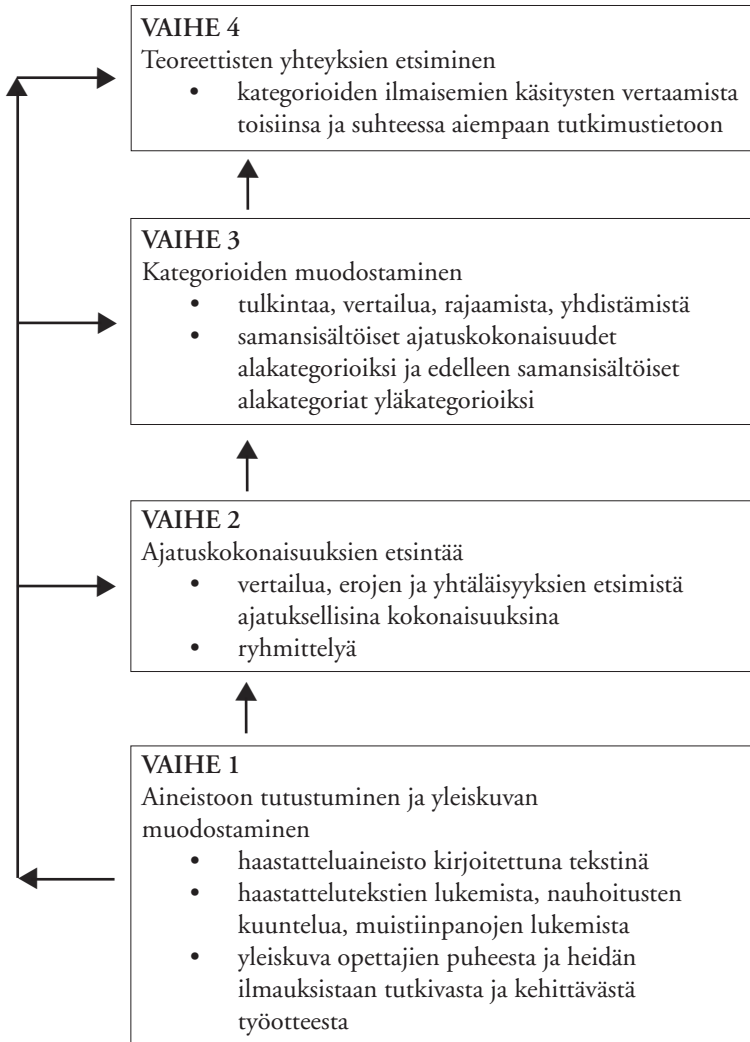 VAIHE 4
Teoreettisten yhteyksien etsiminen
• kategorioiden ilmaisemien käsitysten vertaamista
toisiinsa ja suhteessa aiempaan tutkimustietoon
VAIHE 3
Kategorioiden muodostaminen
• tulkintaa, vertailua, rajaamista, yhdistämistä
• samansisältöiset ajatuskokonaisuudet
alakategorioiksi ja edelleen samansisältöiset
alakategoriat yläkategorioiksi
VAIHE 2
Ajatuskokonaisuuksien etsintää
• vertailua, erojen ja yhtäläisyyksien etsimistä
ajatuksellisina kokonaisuuksina
• ryhmittelyä
VAIHE 1
Aineistoon tutustuminen ja yleiskuvan
muodostaminen
• haastatteluaineisto kirjoitettuna tekstinä
• haastattelutekstien lukemista, nauhoitusten
kuuntelua, muistiinpanojen lukemista
• yleiskuva opettajien puheesta ja heidän
ilmauksistaan tutkivasta ja kehittävästä
työotteesta